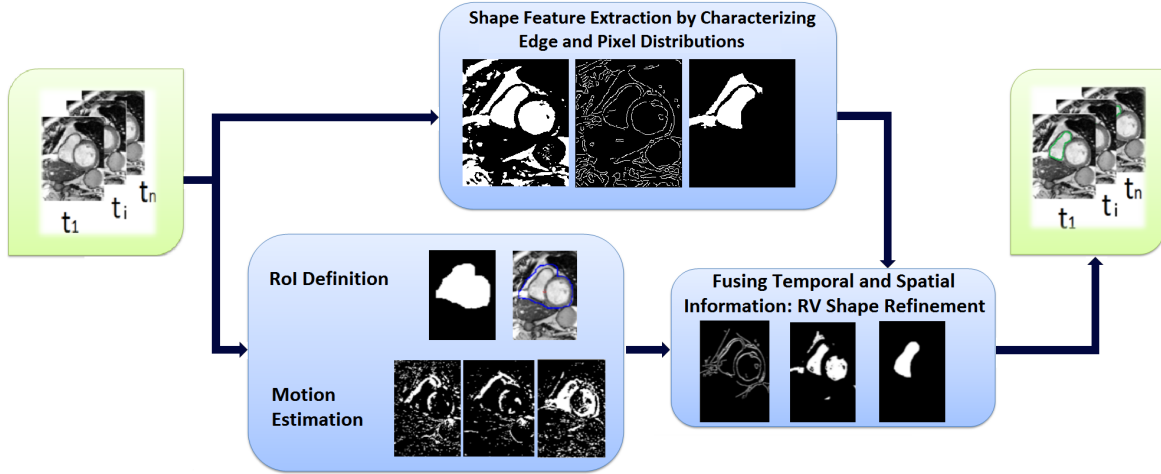 Shape Feature Extraction by Characterizing
Edge and Pixel Distributions
t1
ti
tn
RoI Definition
Motion
Estimation
Fusing Temporal and Spatial
Information: RV Shape Refinement
t1
ti
tn